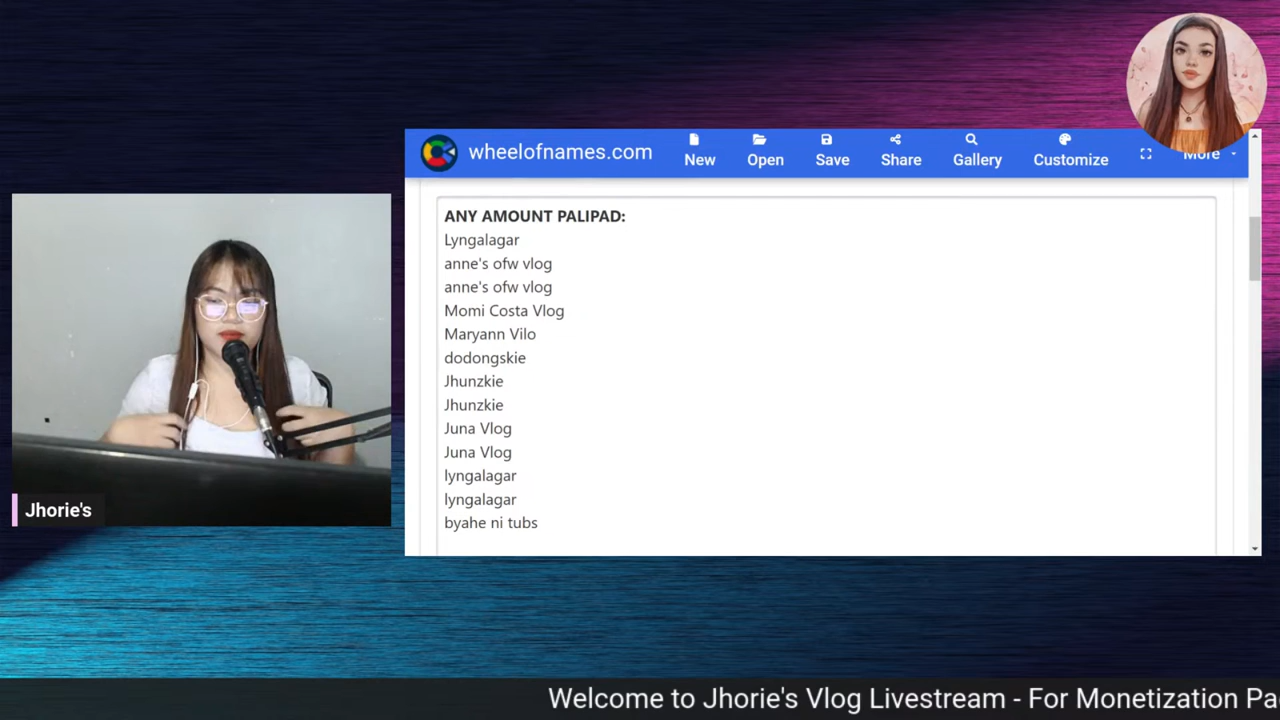 wheelofnames.com
New
Open
Save
Share
Gallery
Customize
More
ANY AMOUNT PALIPAD:
Lyngalagar
anne's ofw vlog
anne's ofw vlog
Momi Costa Vlog
Maryann Vilo
dodongskie
Jhunzkie
Jhunzkie
Juna Vlog
Juna Vlog
lyngalagar
lyngalagar
byahe ni tubs
Jhorie's
Welcome to Jhorie's Vlog Livestream - For Monetization Pa